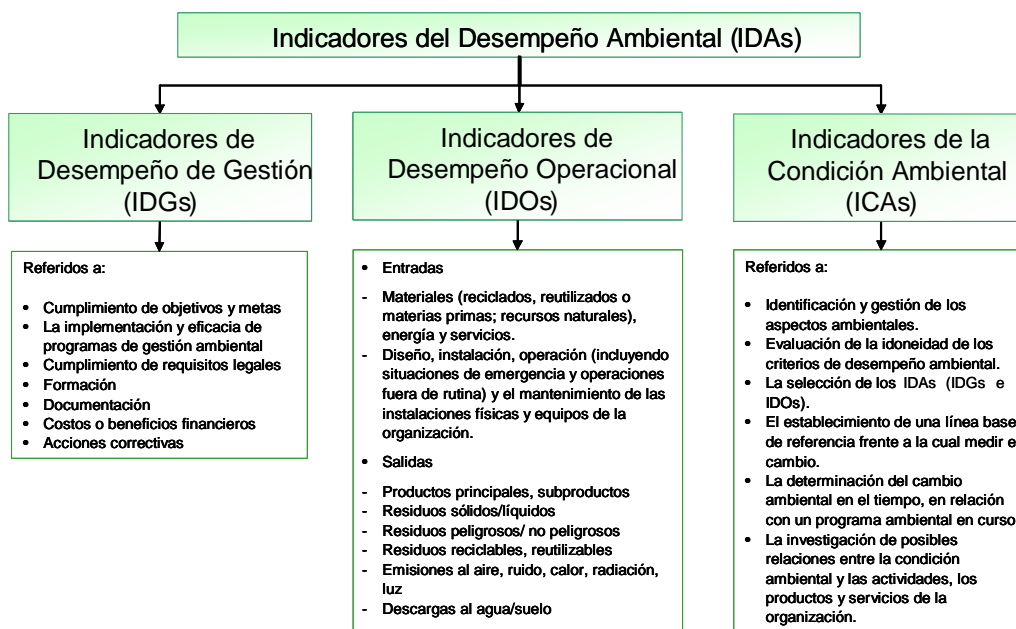 Indicadores del Desempeño Ambiental (IDAs)
Indicadores de
Desempeño de Gestión
(IDGs)
Referidos a:
• Cumplimiento de objetivos y metas
• La implementación y eficacia de
programas de gestión ambiental
• Cumplimiento de requisitos legales
• Formación
• Documentación
• Costos o beneficios financieros
• Acciones correctivas
Indicadores de
Desempeño Operacional
(IDOs)
• Entradas
- Materiales (reciclados, reutilizados o
materias primas; recursos naturales),
energía y servicios.
- Diseño, instalación, operación (incluyendo
situaciones de emergencia y operaciones
fuera de rutina) y el mantenimiento de las
instalaciones físicas y equipos de la
organización.
• Salidas
- Productos principales, subproductos
- Residuos sólidos/líquidos
- Residuos peligrosos/ no peligrosos
- Residuos reciclables, reutilizables
- Emisiones al aire, ruido, calor, radiación,
luz
- Descargas al agua/suelo
Indicadores de la
Condición Ambiental
(ICAs)
Referidos a:
• Identificación y gestión de los
aspectos ambientales.
• Evaluación de la idoneidad de los
criterios de desempeño ambiental.
• La selección de los IDAs (IDGs e
IDOs).
• El establecimiento de una línea base
de referencia frente a la cual medir e
cambio.
• La determinación del cambio
ambiental en el tiempo, en relación
con un programa ambiental en curso
• La investigación de posibles
relaciones entre la condición
ambiental y las actividades, los
productos y servicios de la
organización.